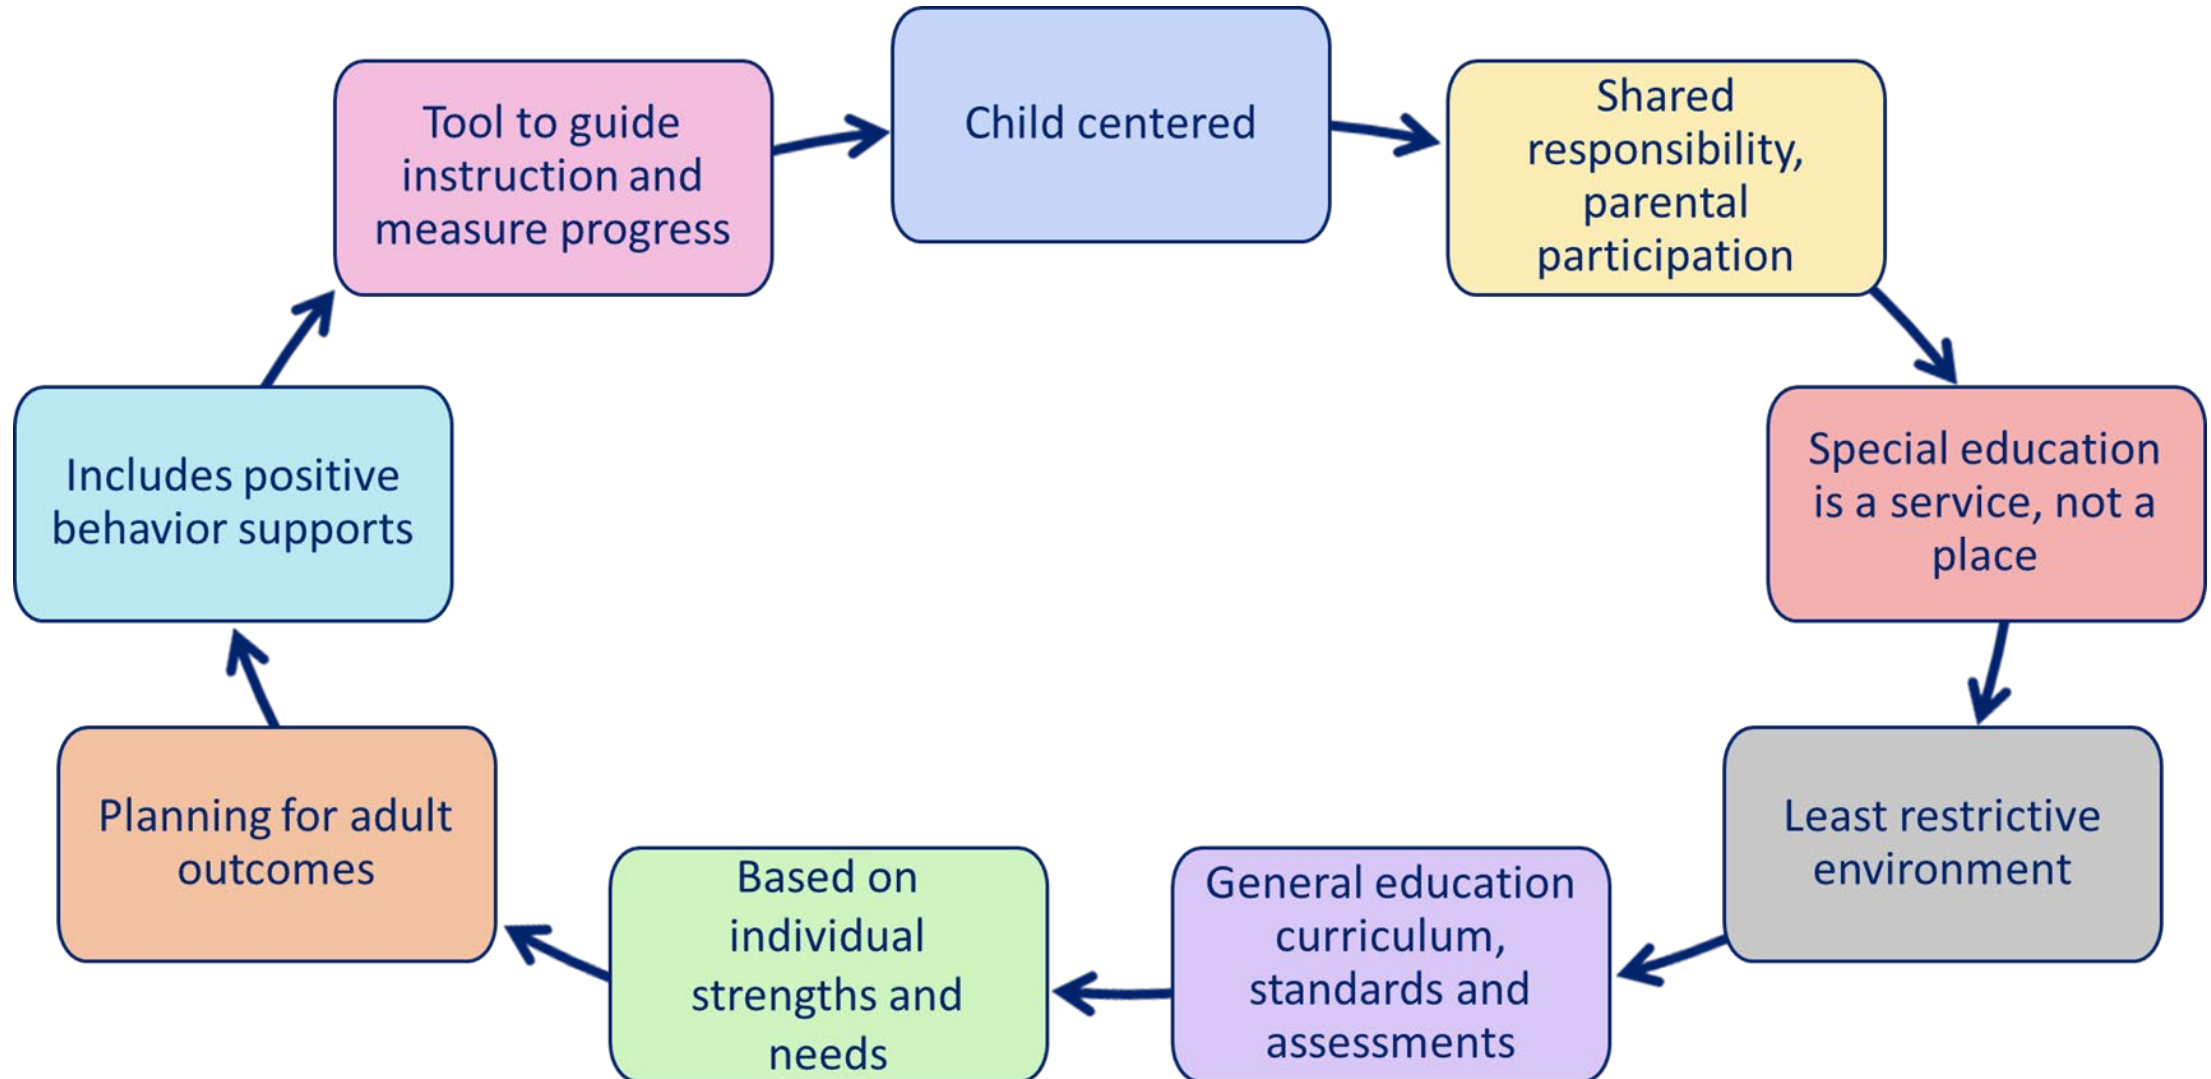 Child centered
Shared
responsibility,
parental
participation
Special education
is a service, not a
place
Least restrictive
environment
General education
curriculum,
standards and
assessments
Based on
individual
strengths and
needs
Planning for adult
outcomes
Includes positive
behavior supports
Tool to guide
instruction and
measure progress